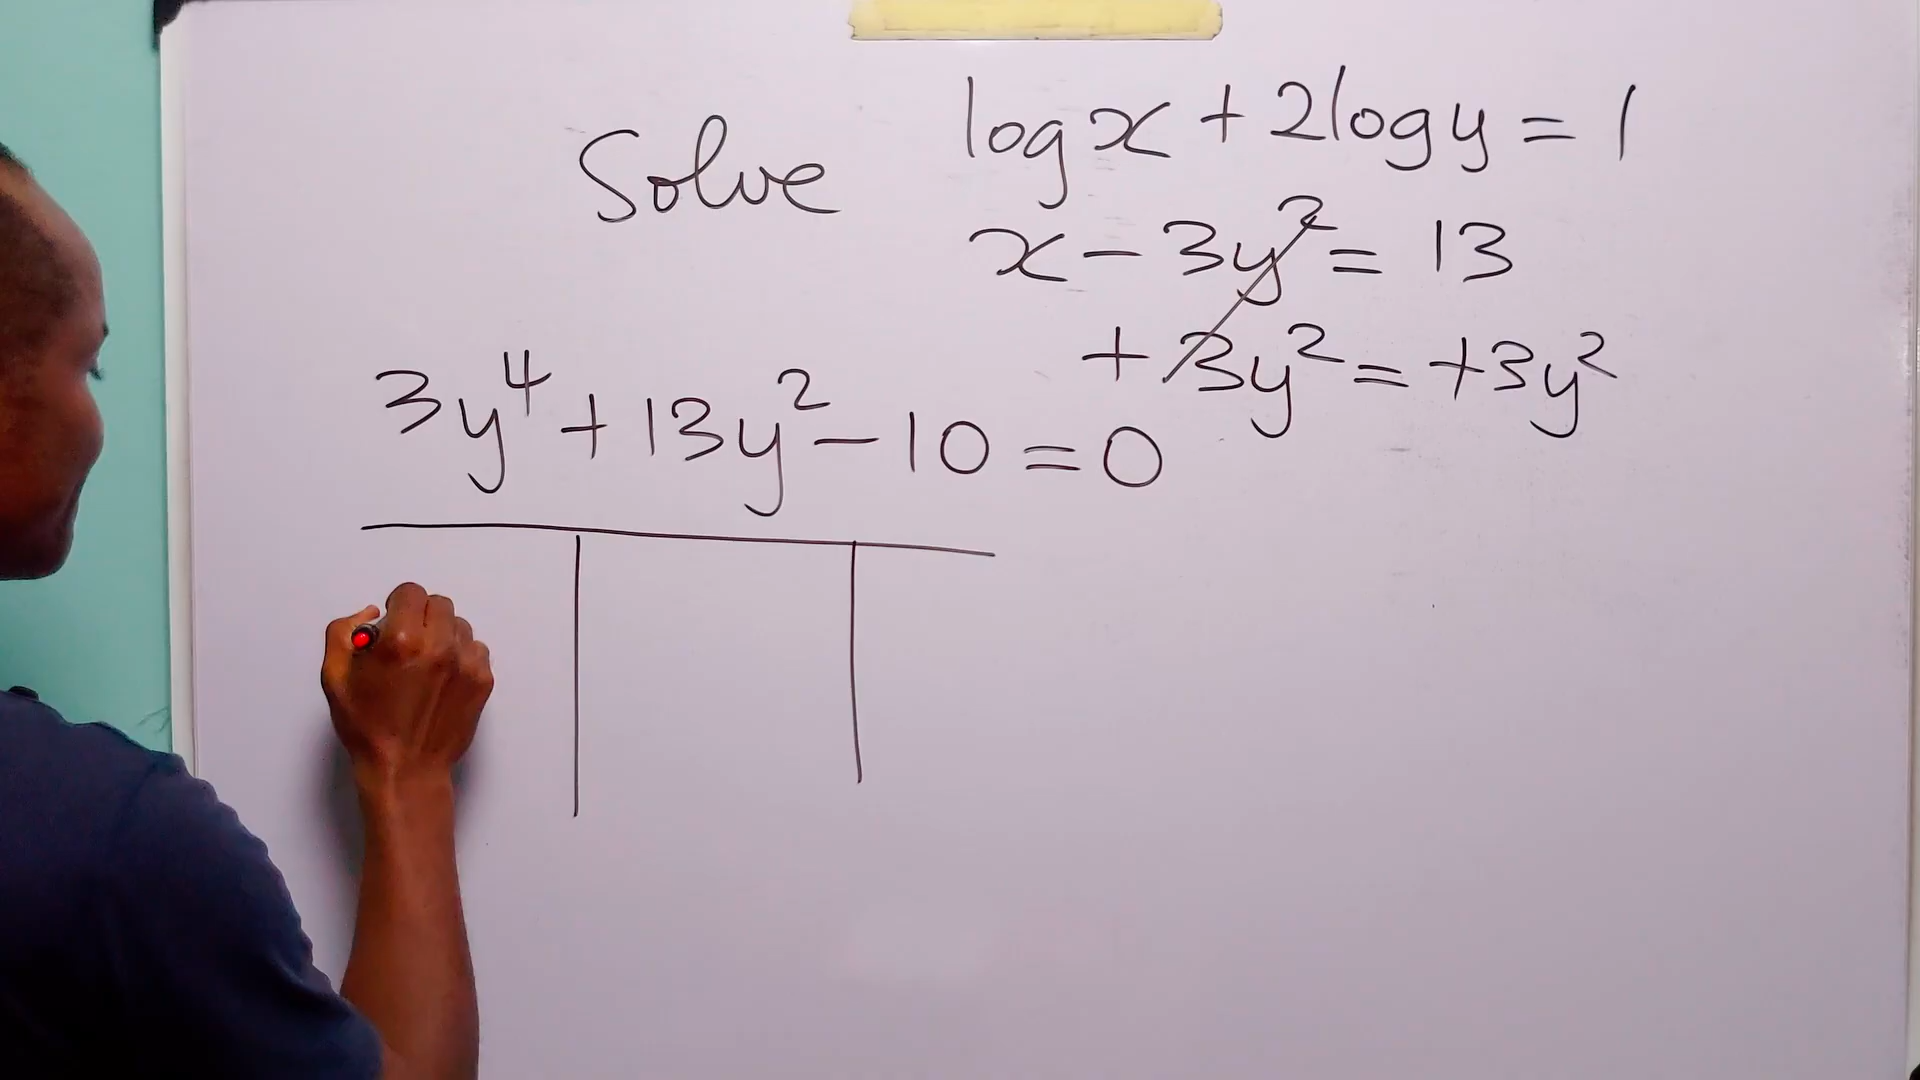 Solve
log x + 2log y = 1
x - 3y² = 13
+ 3y² = +3y²
3y⁴ + 13y² - 10 = 0